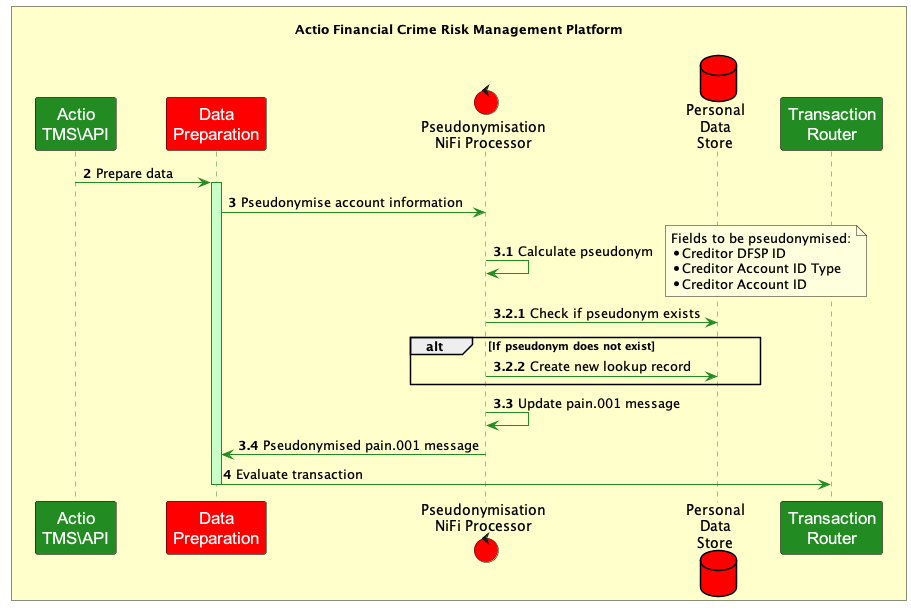 Actio Financial Crime Risk Management Platform
Actio
TMS\API
Data
Preparation
Pseudonymisation
NiFi Processor
Personal
Data
Store
Transaction
Router
2 Prepare data
3 Pseudonymise account information
3.1 Calculate pseudonym
Fields to be pseudonymised:
• Creditor DFSP ID
• Creditor Account ID Type
• Creditor Account ID
3.2.1 Check if pseudonym exists
alt [If pseudonym does not exist]
3.2.2 Create new lookup record
3.3 Update pain.001 message
3.4 Pseudonymised pain.001 message
4 Evaluate transaction
Actio
TMS\API
Data
Preparation
Pseudonymisation
NiFi Processor
Personal
Data
Store
Transaction
Router